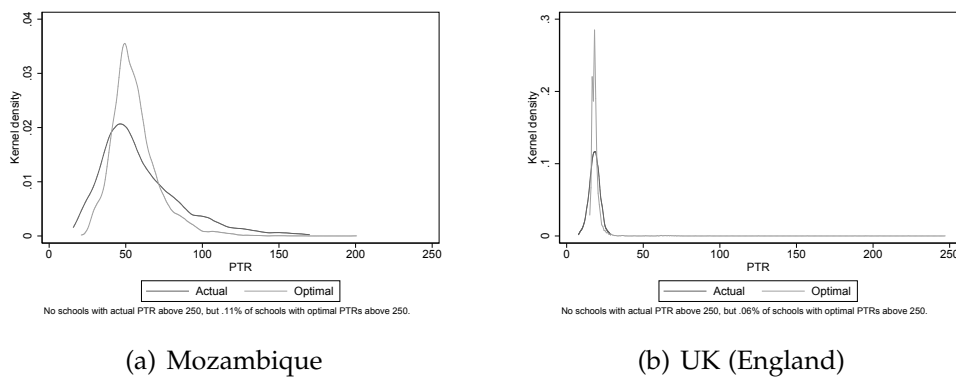 .04
.03
.02
.01
0
Kernel density
0 50 100 150 200 250
PTR
Actual Optimal
No schools with actual PTR above 250, but .11% of schools with optimal PTRs above 250.
(a) Mozambique
.3
.2
.1
0
Kernel density
0 50 100 150 200 250
PTR
Actual Optimal
No schools with actual PTR above 250, but .06% of schools with optimal PTRs above 250.
(b) UK (England)